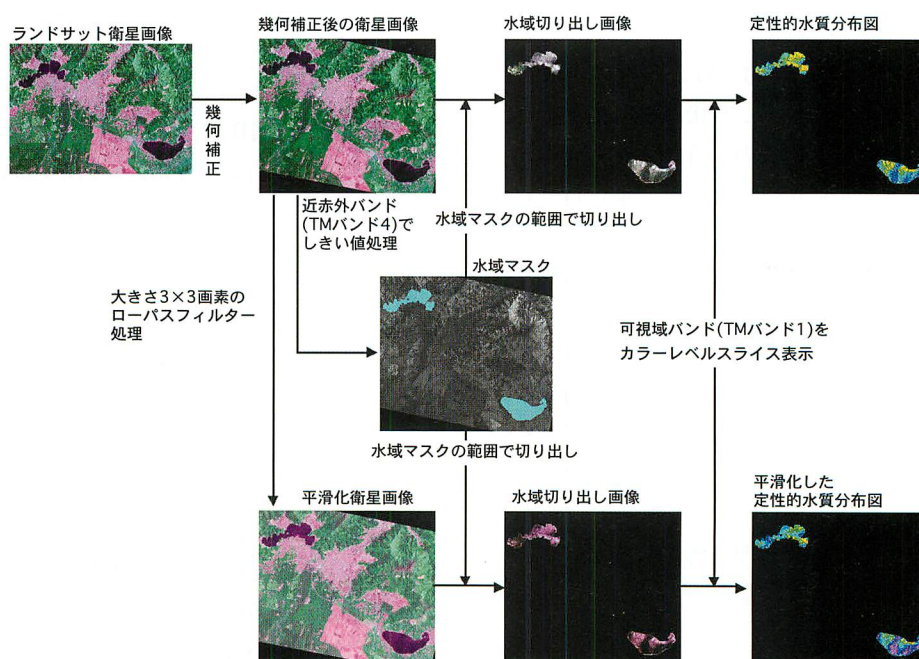 ランドサット衛星画像
幾何補正後の衛星画像
水域切り出し画像
定性的水質分布図
幾何補正
近赤外バンド
(TMバンド4)で
しきい値処理
水域マスクの範囲で切り出し
水域マスク
大きさ3×3画素の
ローパスフィルター
処理
可視域バンド(TMバンド1)を
カラーレベルスライス表示
水域マスクの範囲で切り出し
平滑化衛星画像
水域切り出し画像
平滑化した
定性的水質分布図